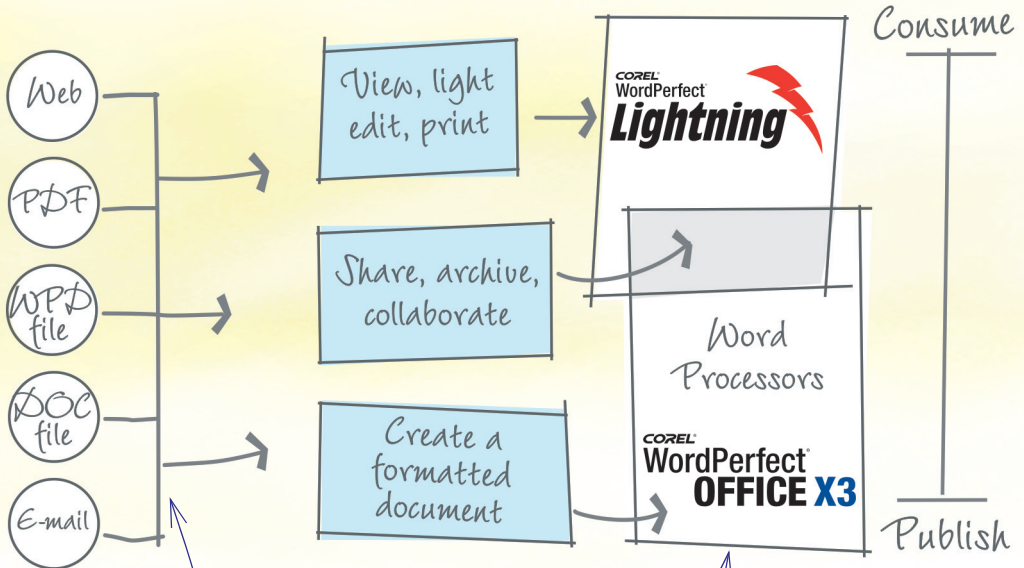 Web
PDF
WPD
file
DOC
file
E-mail
View, light
edit, print
Share, archive,
collaborate
Create a
formatted
document
COREL®
WordPerfect®
Lightning
Word
Processors
COREL®
WordPerfect®
OFFICE X3
Consume
Publish